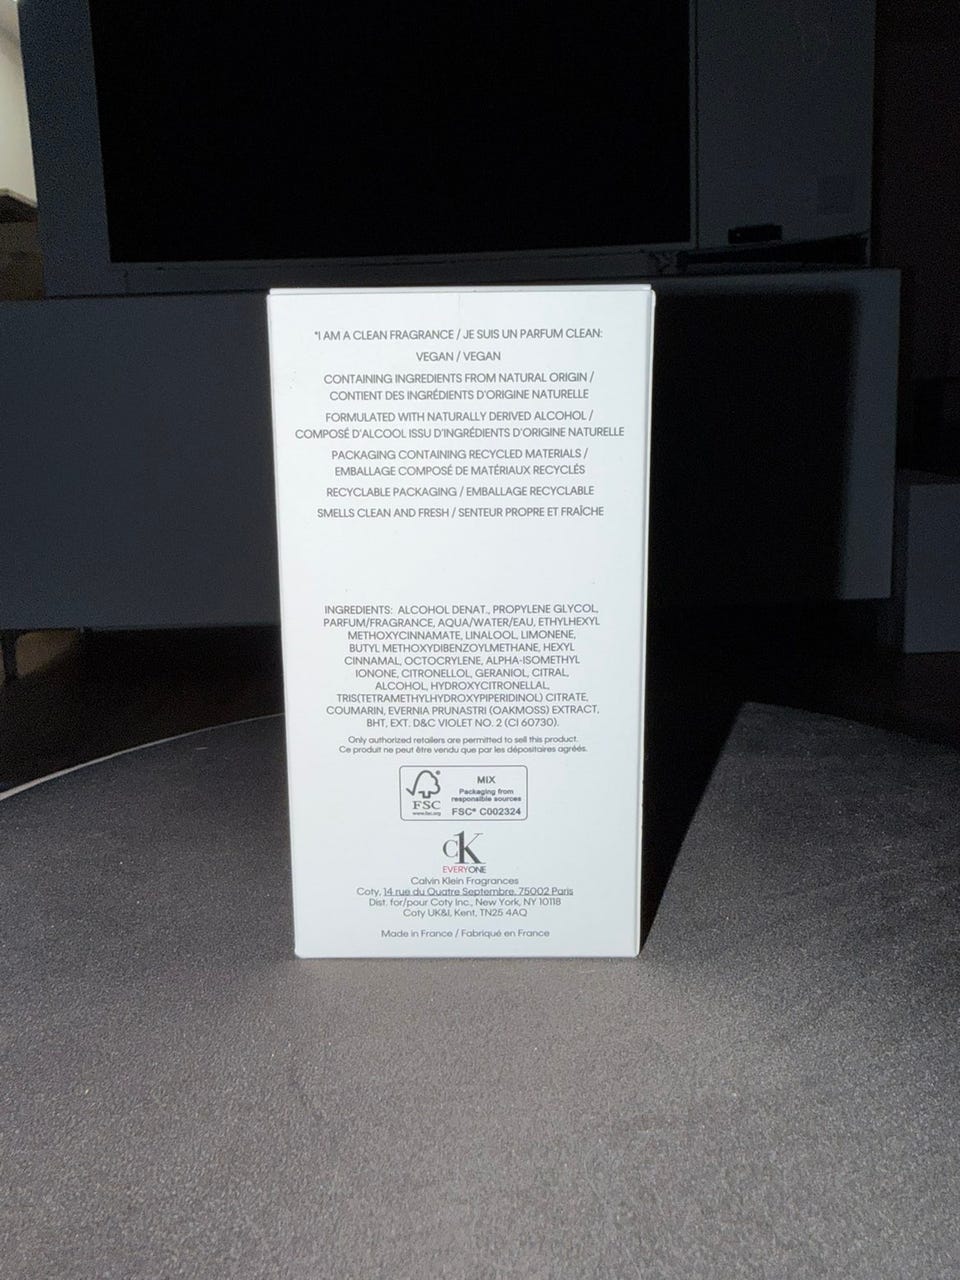 *I AM A CLEAN FRAGRANCE / JE SUIS UN PARFUM CLEAN:
VEGAN / VEGAN
CONTAINING INGREDIENTS FROM NATURAL ORIGIN /
CONTIENT DES INGRÉDIENTS D'ORIGINE NATURELLE
FORMULATED WITH NATURALLY DERIVED ALCOHOL /
COMPOSÉ D'ALCOOL ISSU D'INGRÉDIENTS D'ORIGINE NATURELLE
PACKAGING CONTAINING RECYCLED MATERIALS /
EMBALLAGE COMPOSÉ DE MATÉRIAUX RECYCLÉS
RECYCLABLE PACKAGING / EMBALLAGE RECYCLABLE
SMELLS CLEAN AND FRESH / SENTEUR PROPRE ET FRAÎCHE
INGREDIENTS: ALCOHOL DENAT., PROPYLENE GLYCOL,
PARFUM/FRAGRANCE, AQUA/WATER/EAU, ETHYLHEXYL
METHOXYCINNAMATE, LINALOOL, LIMONENE,
BUTYL METHOXYDIBENZOYLMETHANE, HEXYL
CINNAMAL, OCTOCRYLENE, ALPHA-ISOMETHYL
IONONE, CITRONELLOL, GERANIOL, CITRAL,
ALCOHOL, HYDROXYCITRONELLAL,
TRIS(TETRAMETHYLHYDROXYPIPERIDINOL) CITRATE,
COUMARIN, EVERNIA PRUNASTRI (OAKMOSS) EXTRACT,
BHT, EXT. D&C VIOLET NO. 2 (CI 60730).
Only authorized retailers are permitted to sell this product.
Ce produit ne peut être vendu que par les dépositaires agréés.
FSC
www.fsc.org
MIX
Packaging from
responsible sources
FSC® C002324
cK
EVERYONE
Calvin Klein Fragrances
Coty, 14 rue du Quatre Septembre, 75002 Paris
Dist. for/pour Coty Inc., New York, NY 10118
Coty UK&I, Kent, TN25 4AQ
Made in France / Fabriqué en France